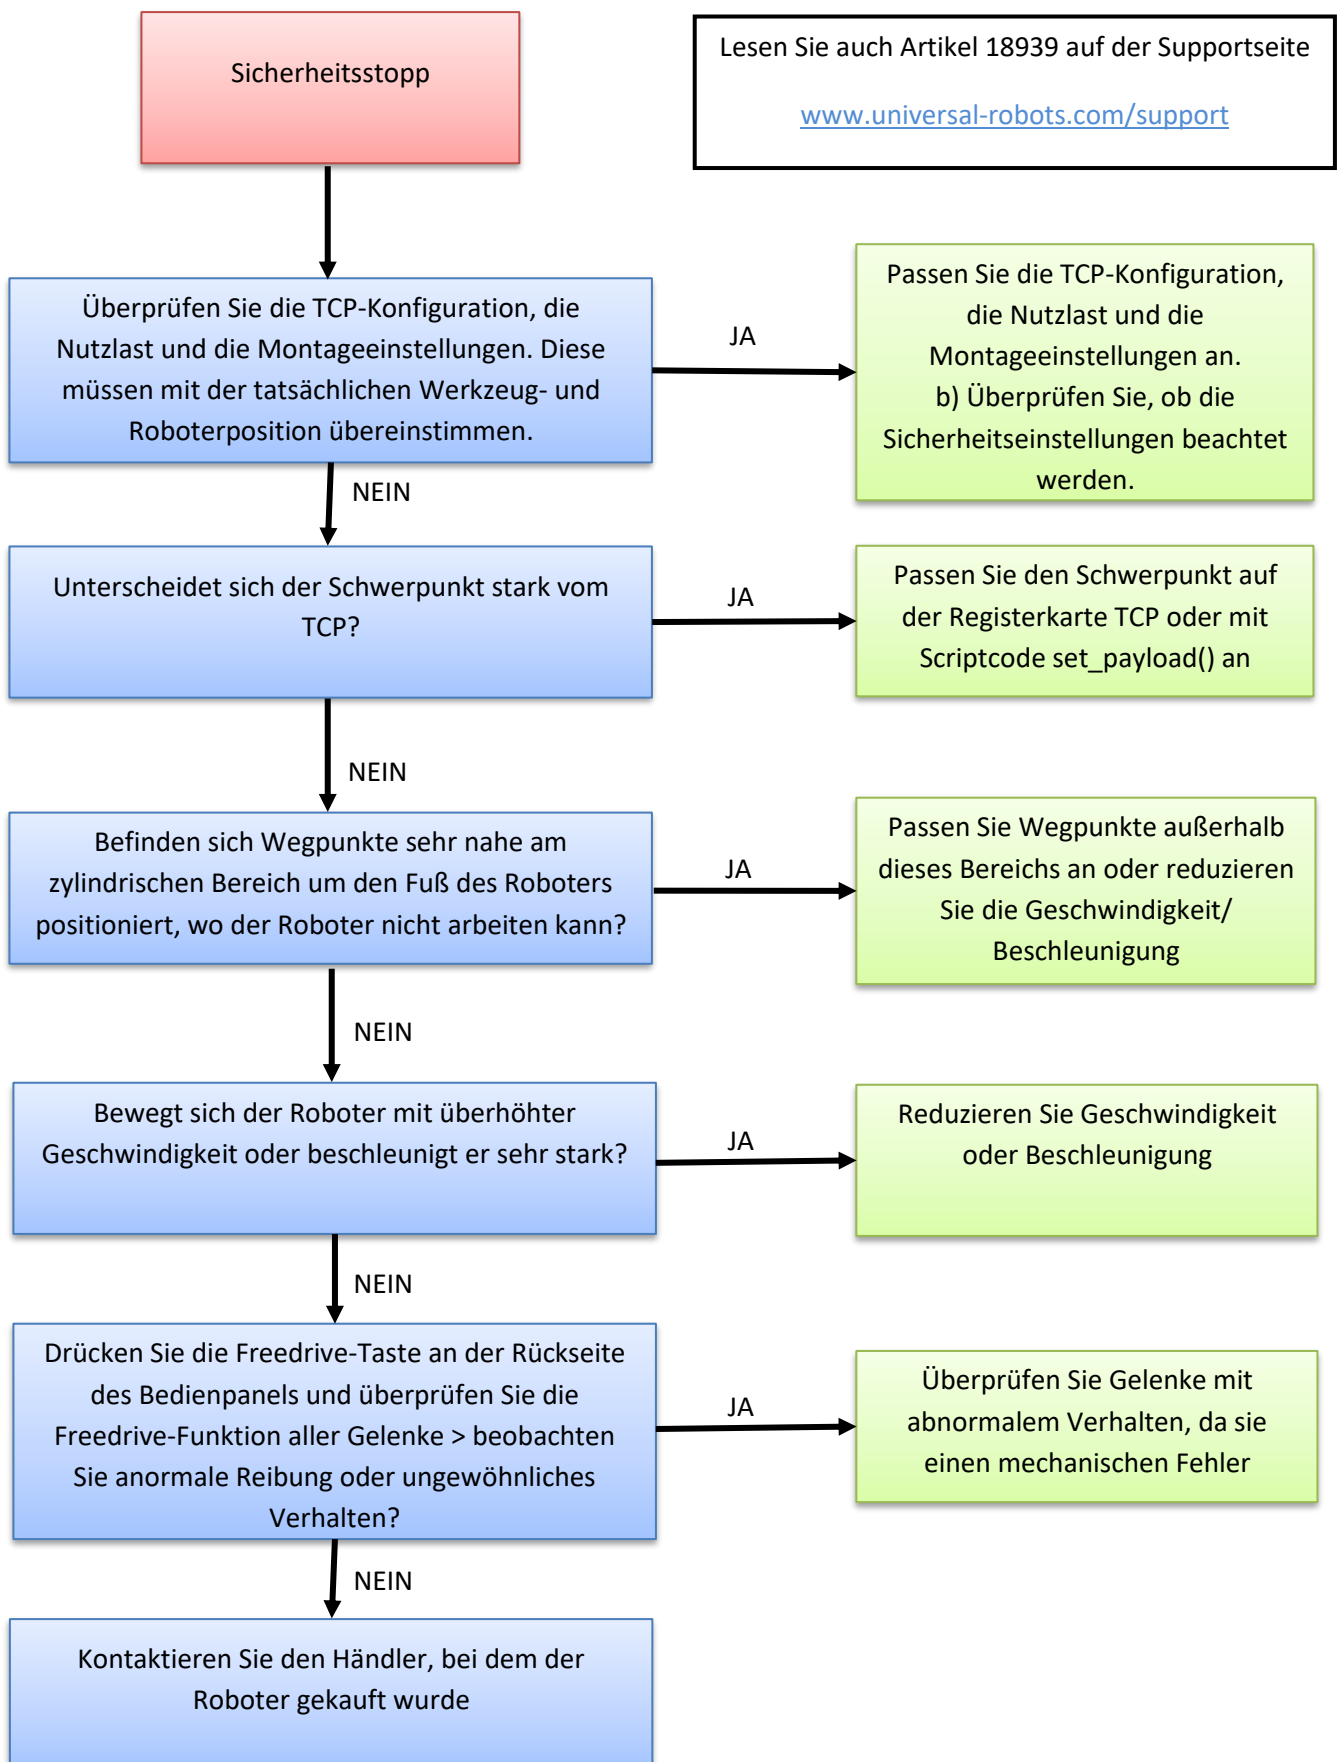 Sicherheitsstopp
Lesen Sie auch Artikel 18939 auf der Supportseite
www.universal-robots.com/support
Überprüfen Sie die TCP-Konfiguration, die
Nutzlast und die Montageeinstellungen. Diese
müssen mit der tatsächlichen Werkzeug- und
Roboterposition übereinstimmen.
JA
Passen Sie die TCP-Konfiguration,
die Nutzlast und die
Montageeinstellungen an.
b) Überprüfen Sie, ob die
Sicherheitseinstellungen beachtet
werden.
NEIN
Unterscheidet sich der Schwerpunkt stark vom
TCP?
JA
Passen Sie den Schwerpunkt auf
der Registerkarte TCP oder mit
Scriptcode set_payload() an
NEIN
Befinden sich Wegpunkte sehr nahe am
zylindrischen Bereich um den Fuß des Roboters
positioniert, wo der Roboter nicht arbeiten kann?
JA
Passen Sie Wegpunkte außerhalb
dieses Bereichs an oder reduzieren
Sie die Geschwindigkeit/
Beschleunigung
NEIN
Bewegt sich der Roboter mit überhöhter
Geschwindigkeit oder beschleunigt er sehr stark?
JA
Reduzieren Sie Geschwindigkeit
oder Beschleunigung
NEIN
Drücken Sie die Freedrive-Taste an der Rückseite
des Bedienpanels und überprüfen Sie die
Freedrive-Funktion aller Gelenke > beobachten
Sie anormale Reibung oder ungewöhnliches
Verhalten?
JA
Überprüfen Sie Gelenke mit
abnormalem Verhalten, da sie
einen mechanischen Fehler
NEIN
Kontaktieren Sie den Händler, bei dem der
Roboter gekauft wurde